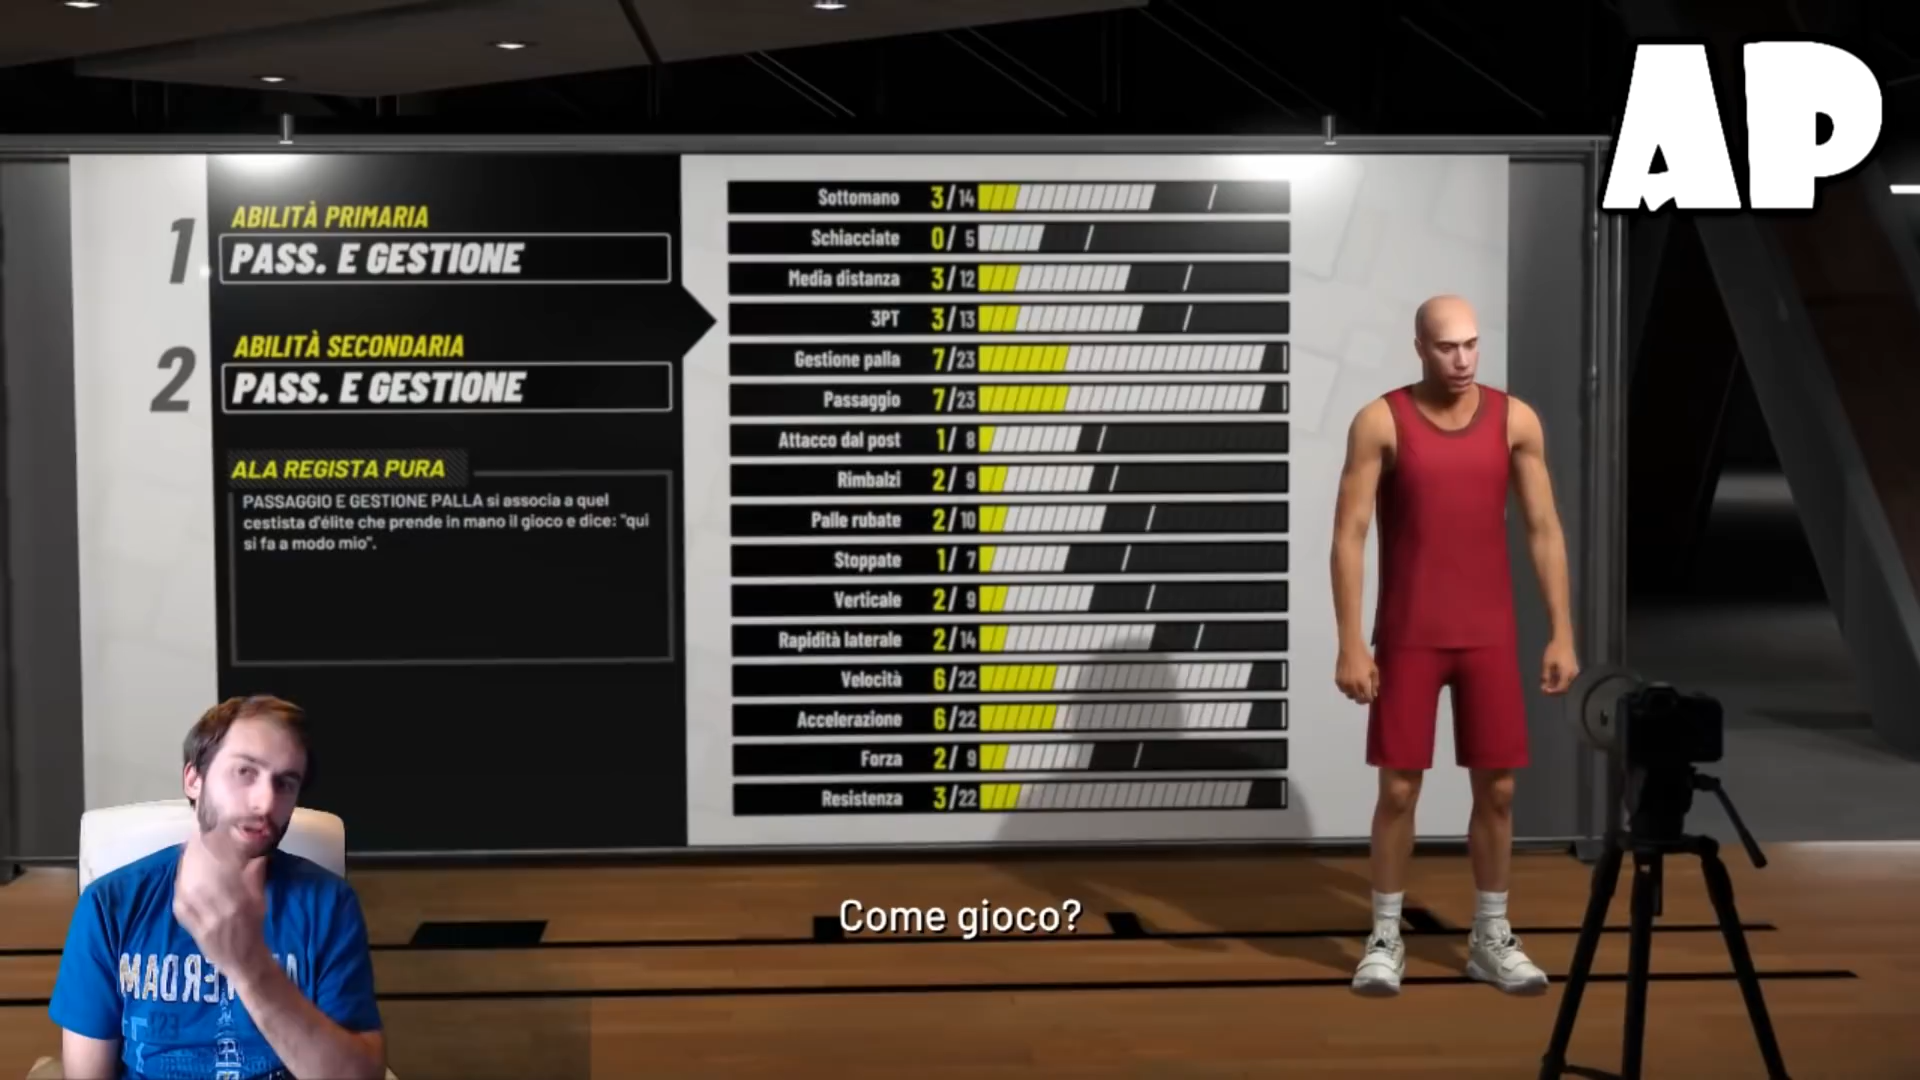 AP
1
ABILITÀ PRIMARIA
PASS. E GESTIONE
2
ABILITÀ SECONDARIA
PASS. E GESTIONE
ALA REGISTA PURA
PASSAGGIO E GESTIONE PALLA si associa a quel
cestista d'élite che prende in mano il gioco e dice: "qui
si fa a modo mio".
Sottomano 3/14
Schiacciate 0/5
Media distanza 3/12
3PT 3/13
Gestione palla 7/23
Passaggio 7/23
Attacco dal post 1/8
Rimbalzi 2/9
Palle rubate 2/10
Stoppate 1/7
Verticale 2/9
Rapidità laterale 2/14
Velocità 6/22
Accelerazione 6/22
Forza 2/9
Resistenza 3/22
Come gioco?